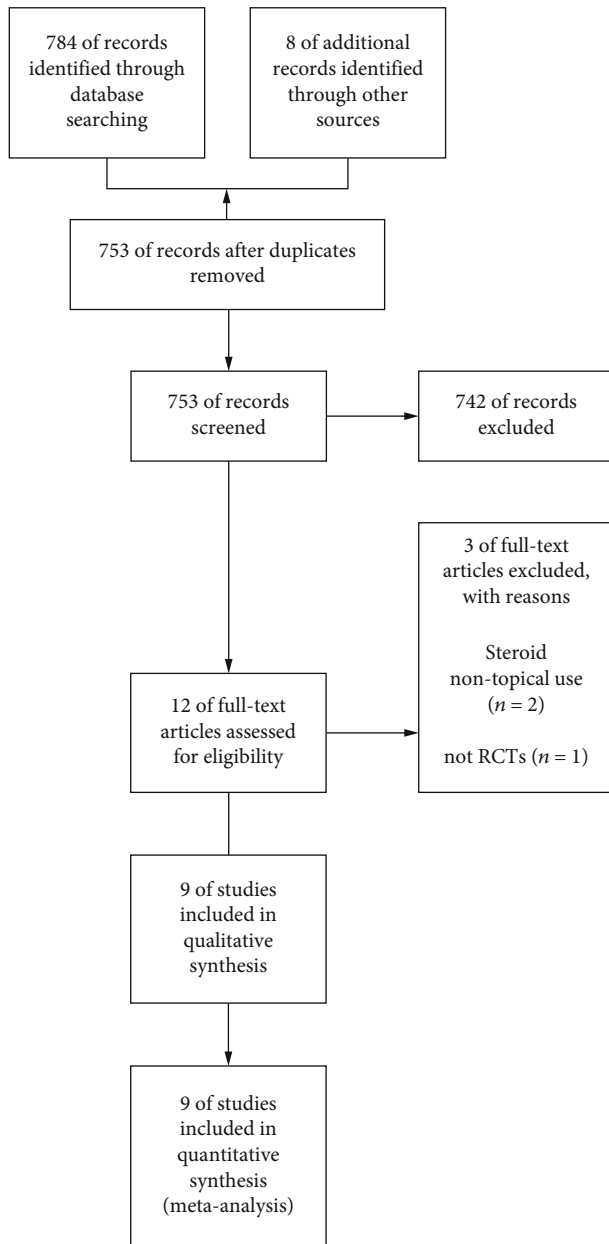 784 of records
identified through
database
searching
8 of additional
records identified
through other
sources
753 of records after duplicates
removed
753 of records
screened
742 of records
excluded
3 of full-text
articles excluded,
with reasons
Steroid
non-topical use
(n = 2)
not RCTs (n = 1)
12 of full-text
articles assessed
for eligibility
9 of studies
included in
qualitative
synthesis
9 of studies
included in
quantitative
synthesis
(meta-analysis)